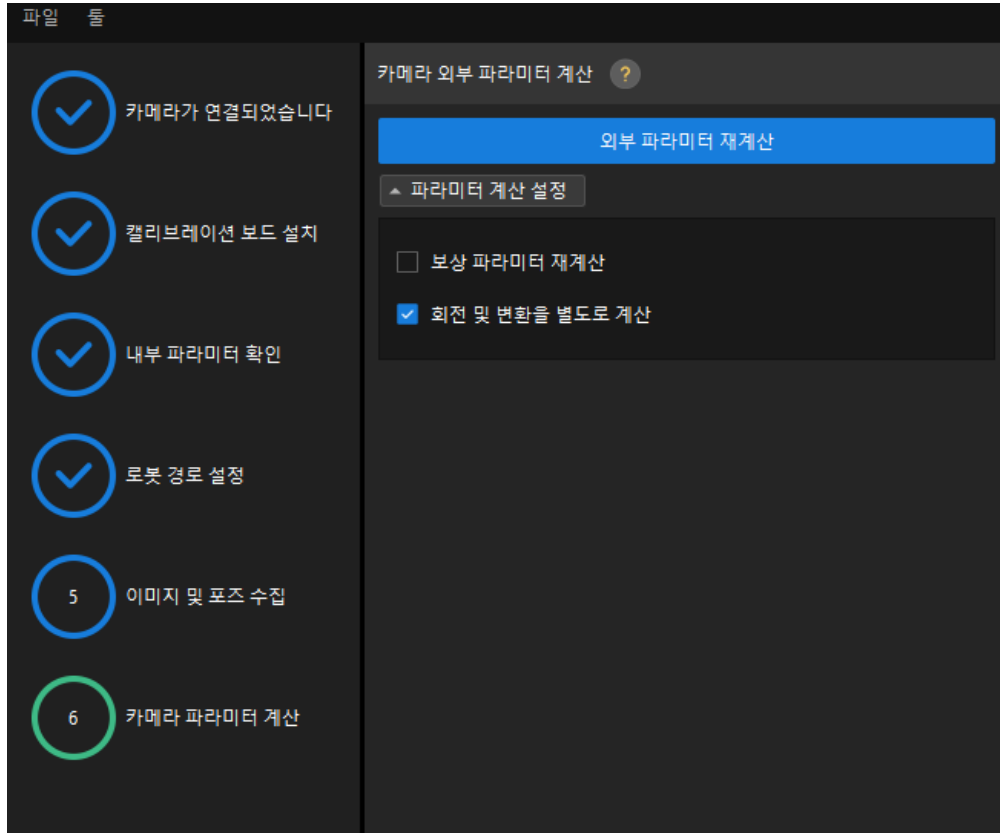 파일 툴
카메라가 연결되었습니다
캘리브레이션 보드 설치
내부 파라미터 확인
로봇 경로 설정
5 이미지 및 포즈 수집
6 카메라 파라미터 계산
카메라 외부 파라미터 계산 ?
외부 파라미터 재계산
파라미터 계산 설정
보상 파라미터 재계산
회전 및 변환을 별도로 계산